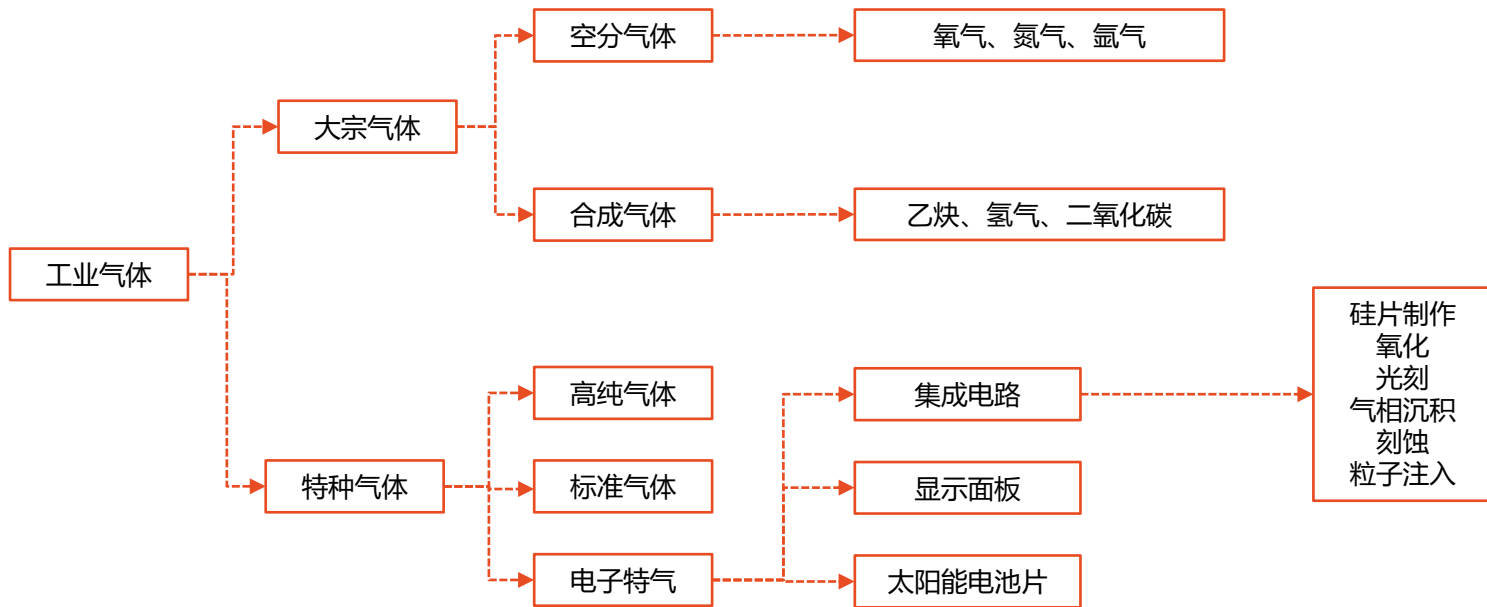 工业气体
大宗气体
空分气体
氧气、氮气、氩气
合成气体
乙炔、氢气、二氧化碳
特种气体
高纯气体
标准气体
电子特气
集成电路
显示面板
太阳能电池片
硅片制作
氧化
光刻
气相沉积
刻蚀
粒子注入